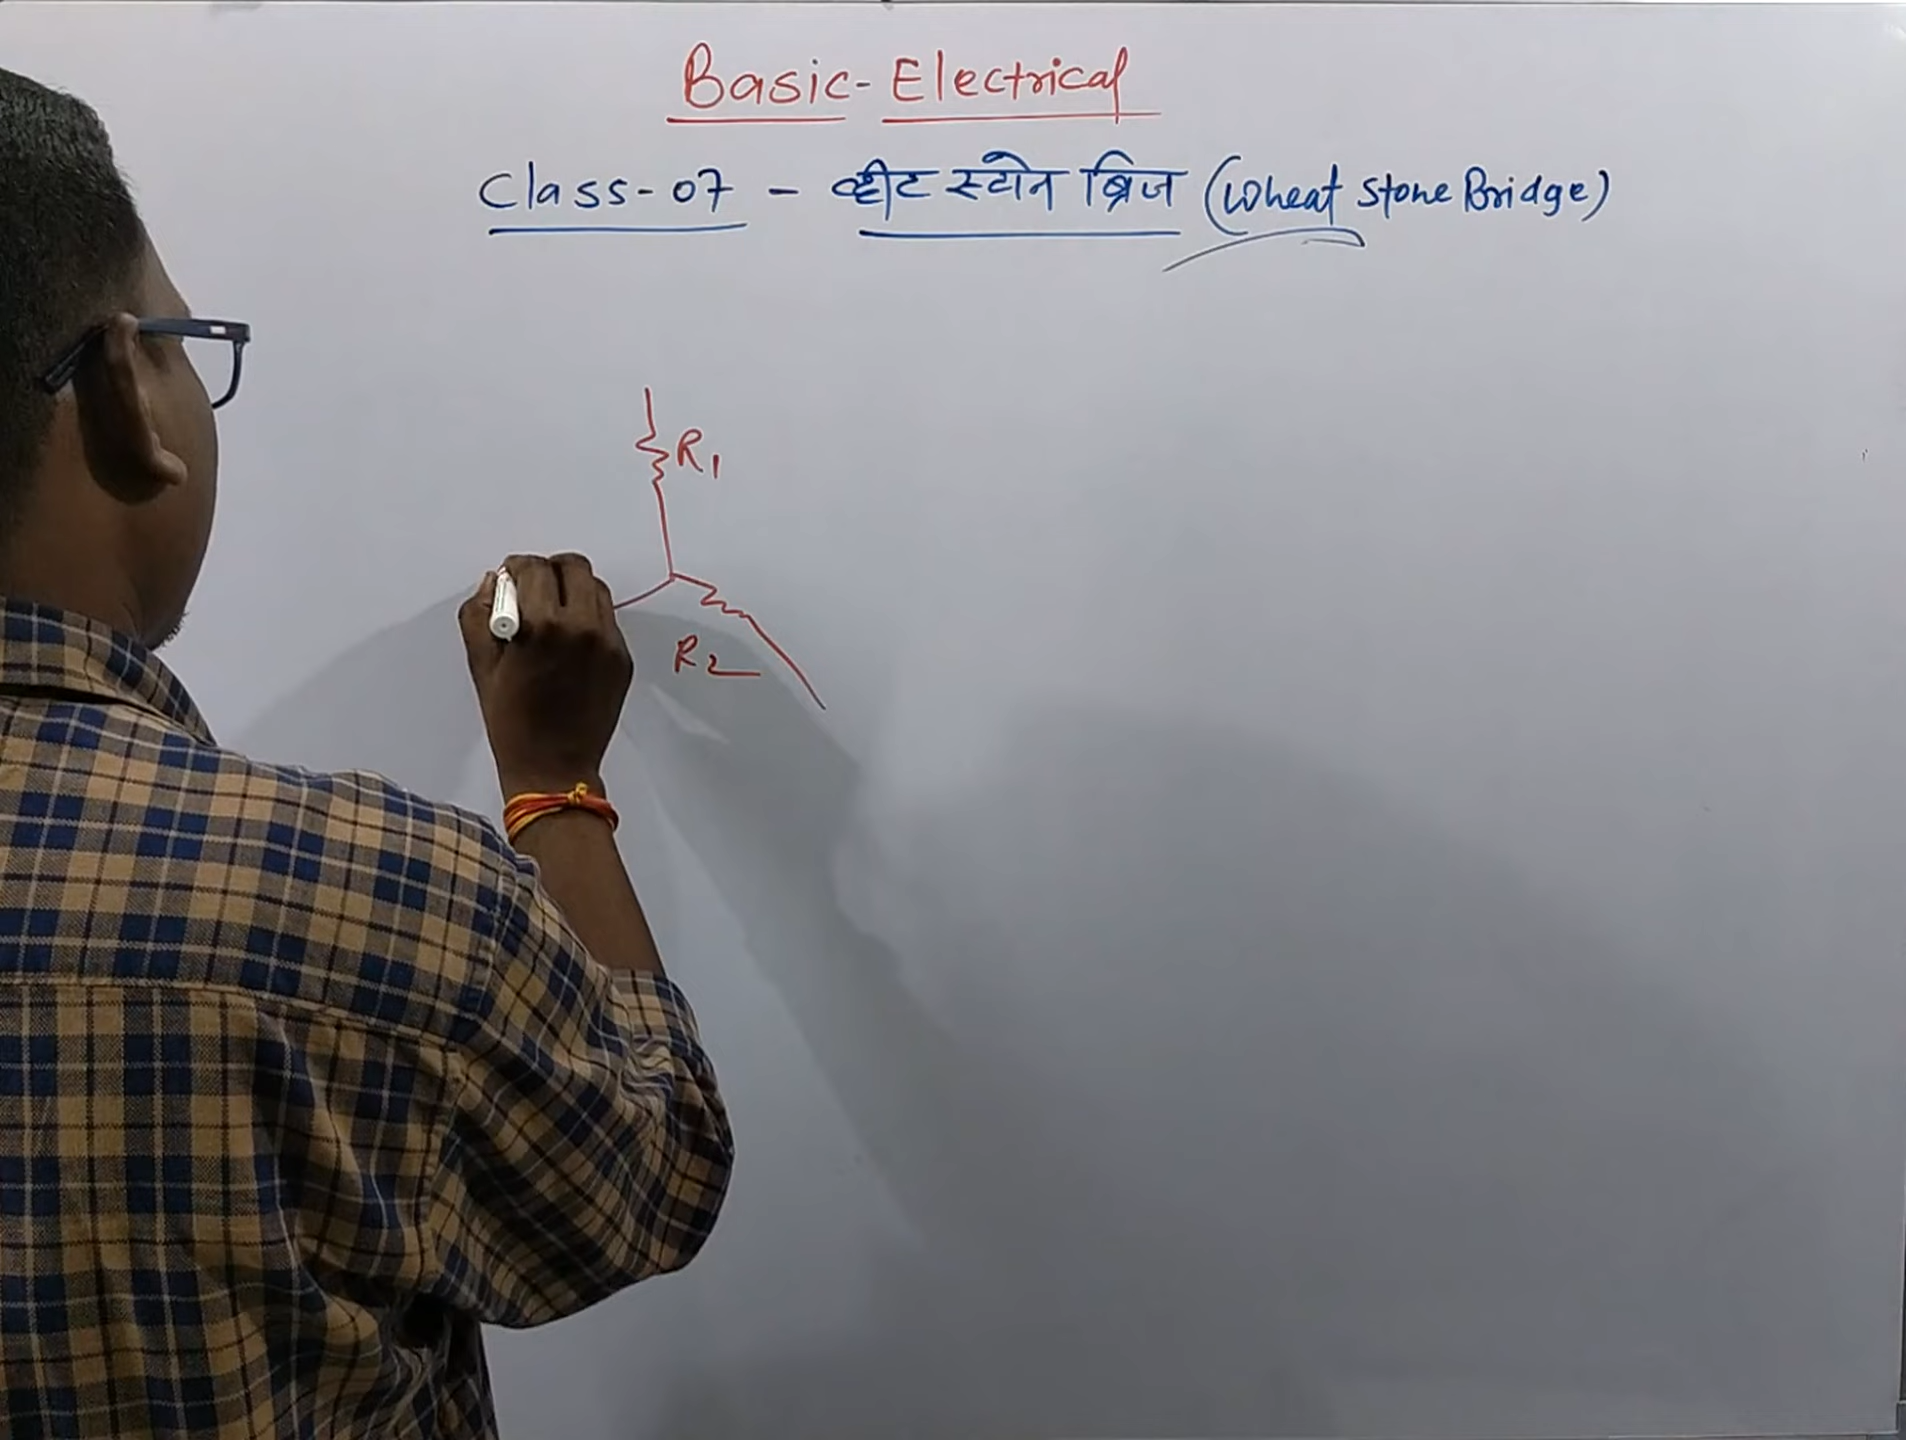 Basic-Electrical
Class-07 - व्हीट स्टोन ब्रिज (Wheat Stone Bridge)
R1
R2